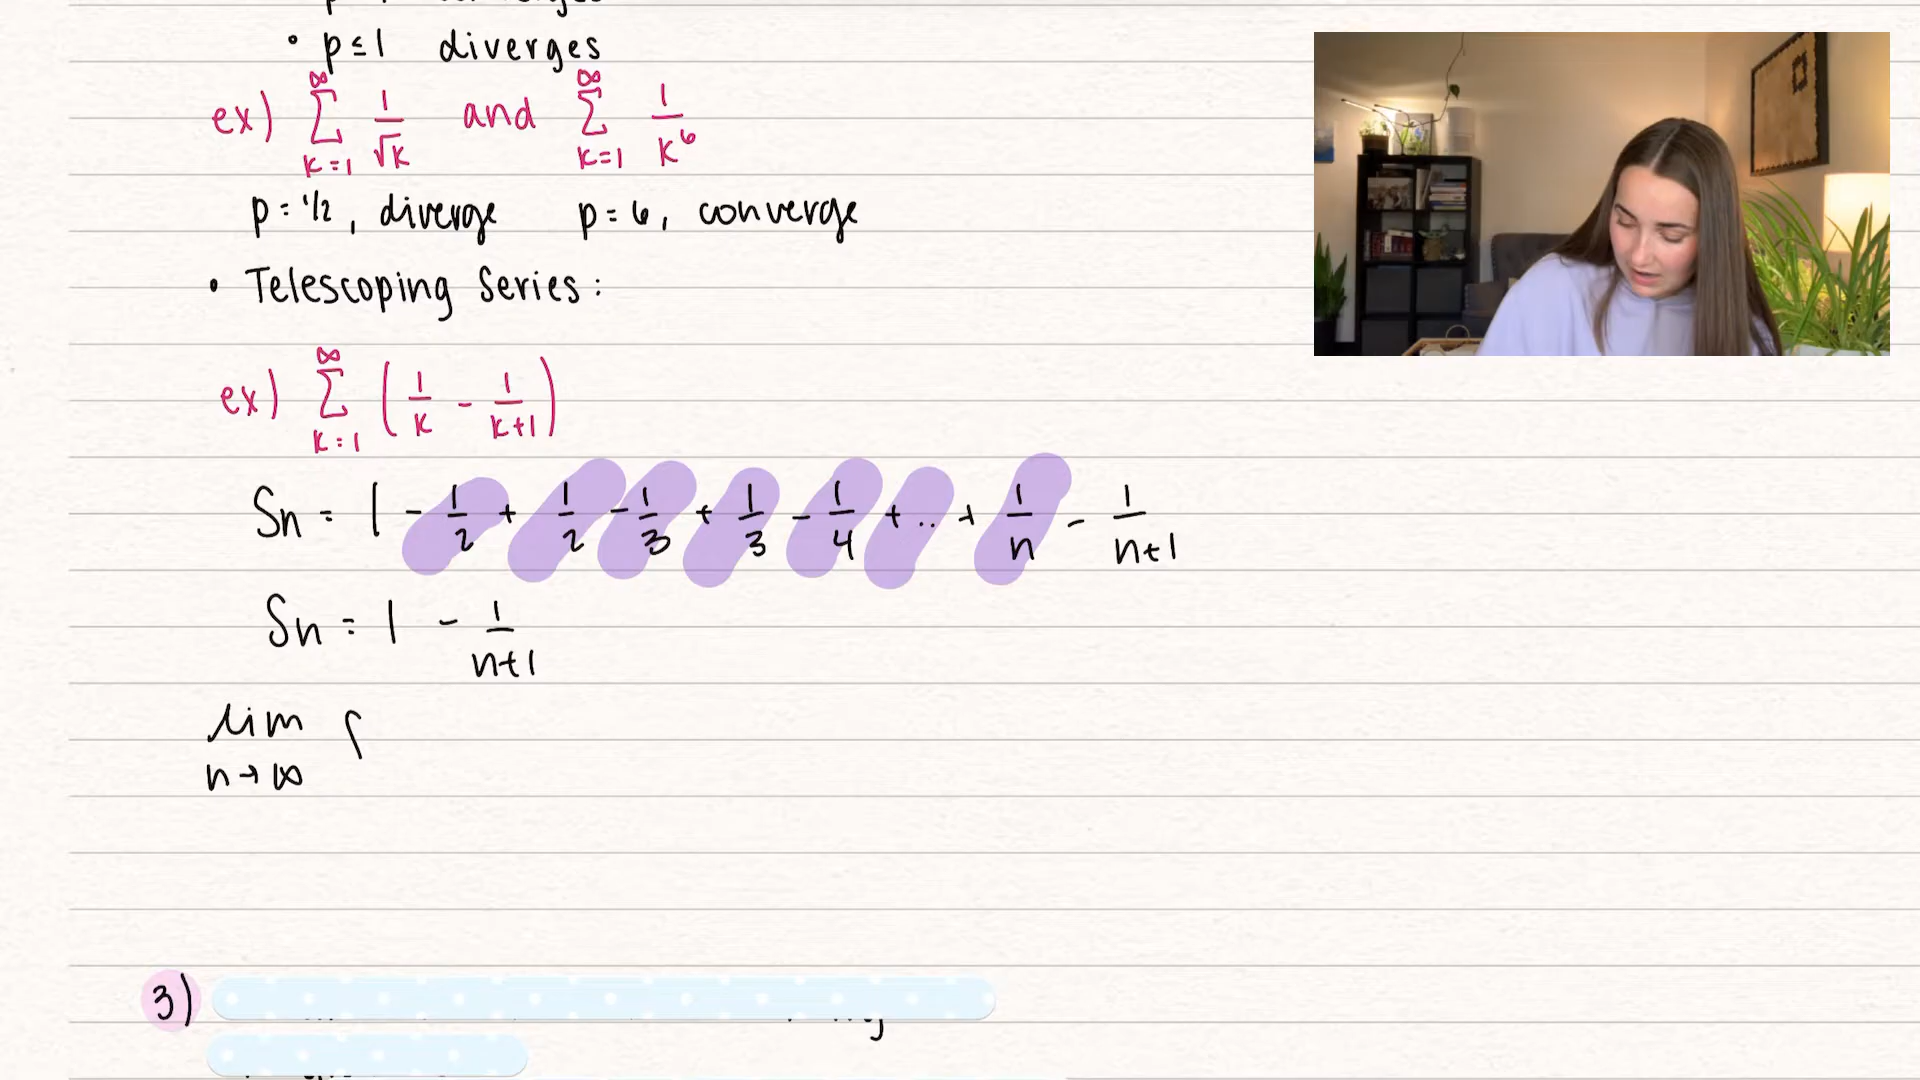 • p ≤ 1 diverges
ex) ∞ Σ k=1 1/√k and ∞ Σ k=1 1/k⁶
p = 1/2, diverge p = 6, converge
• Telescoping Series:
ex) ∞ Σ k=1 (1/k - 1/k+1)
Sn = 1 - 1/2 + 1/2 - 1/3 + 1/3 - 1/4 + .. + 1/n - 1/n+1
Sn = 1 - 1/n+1
lim n→∞ (
3)